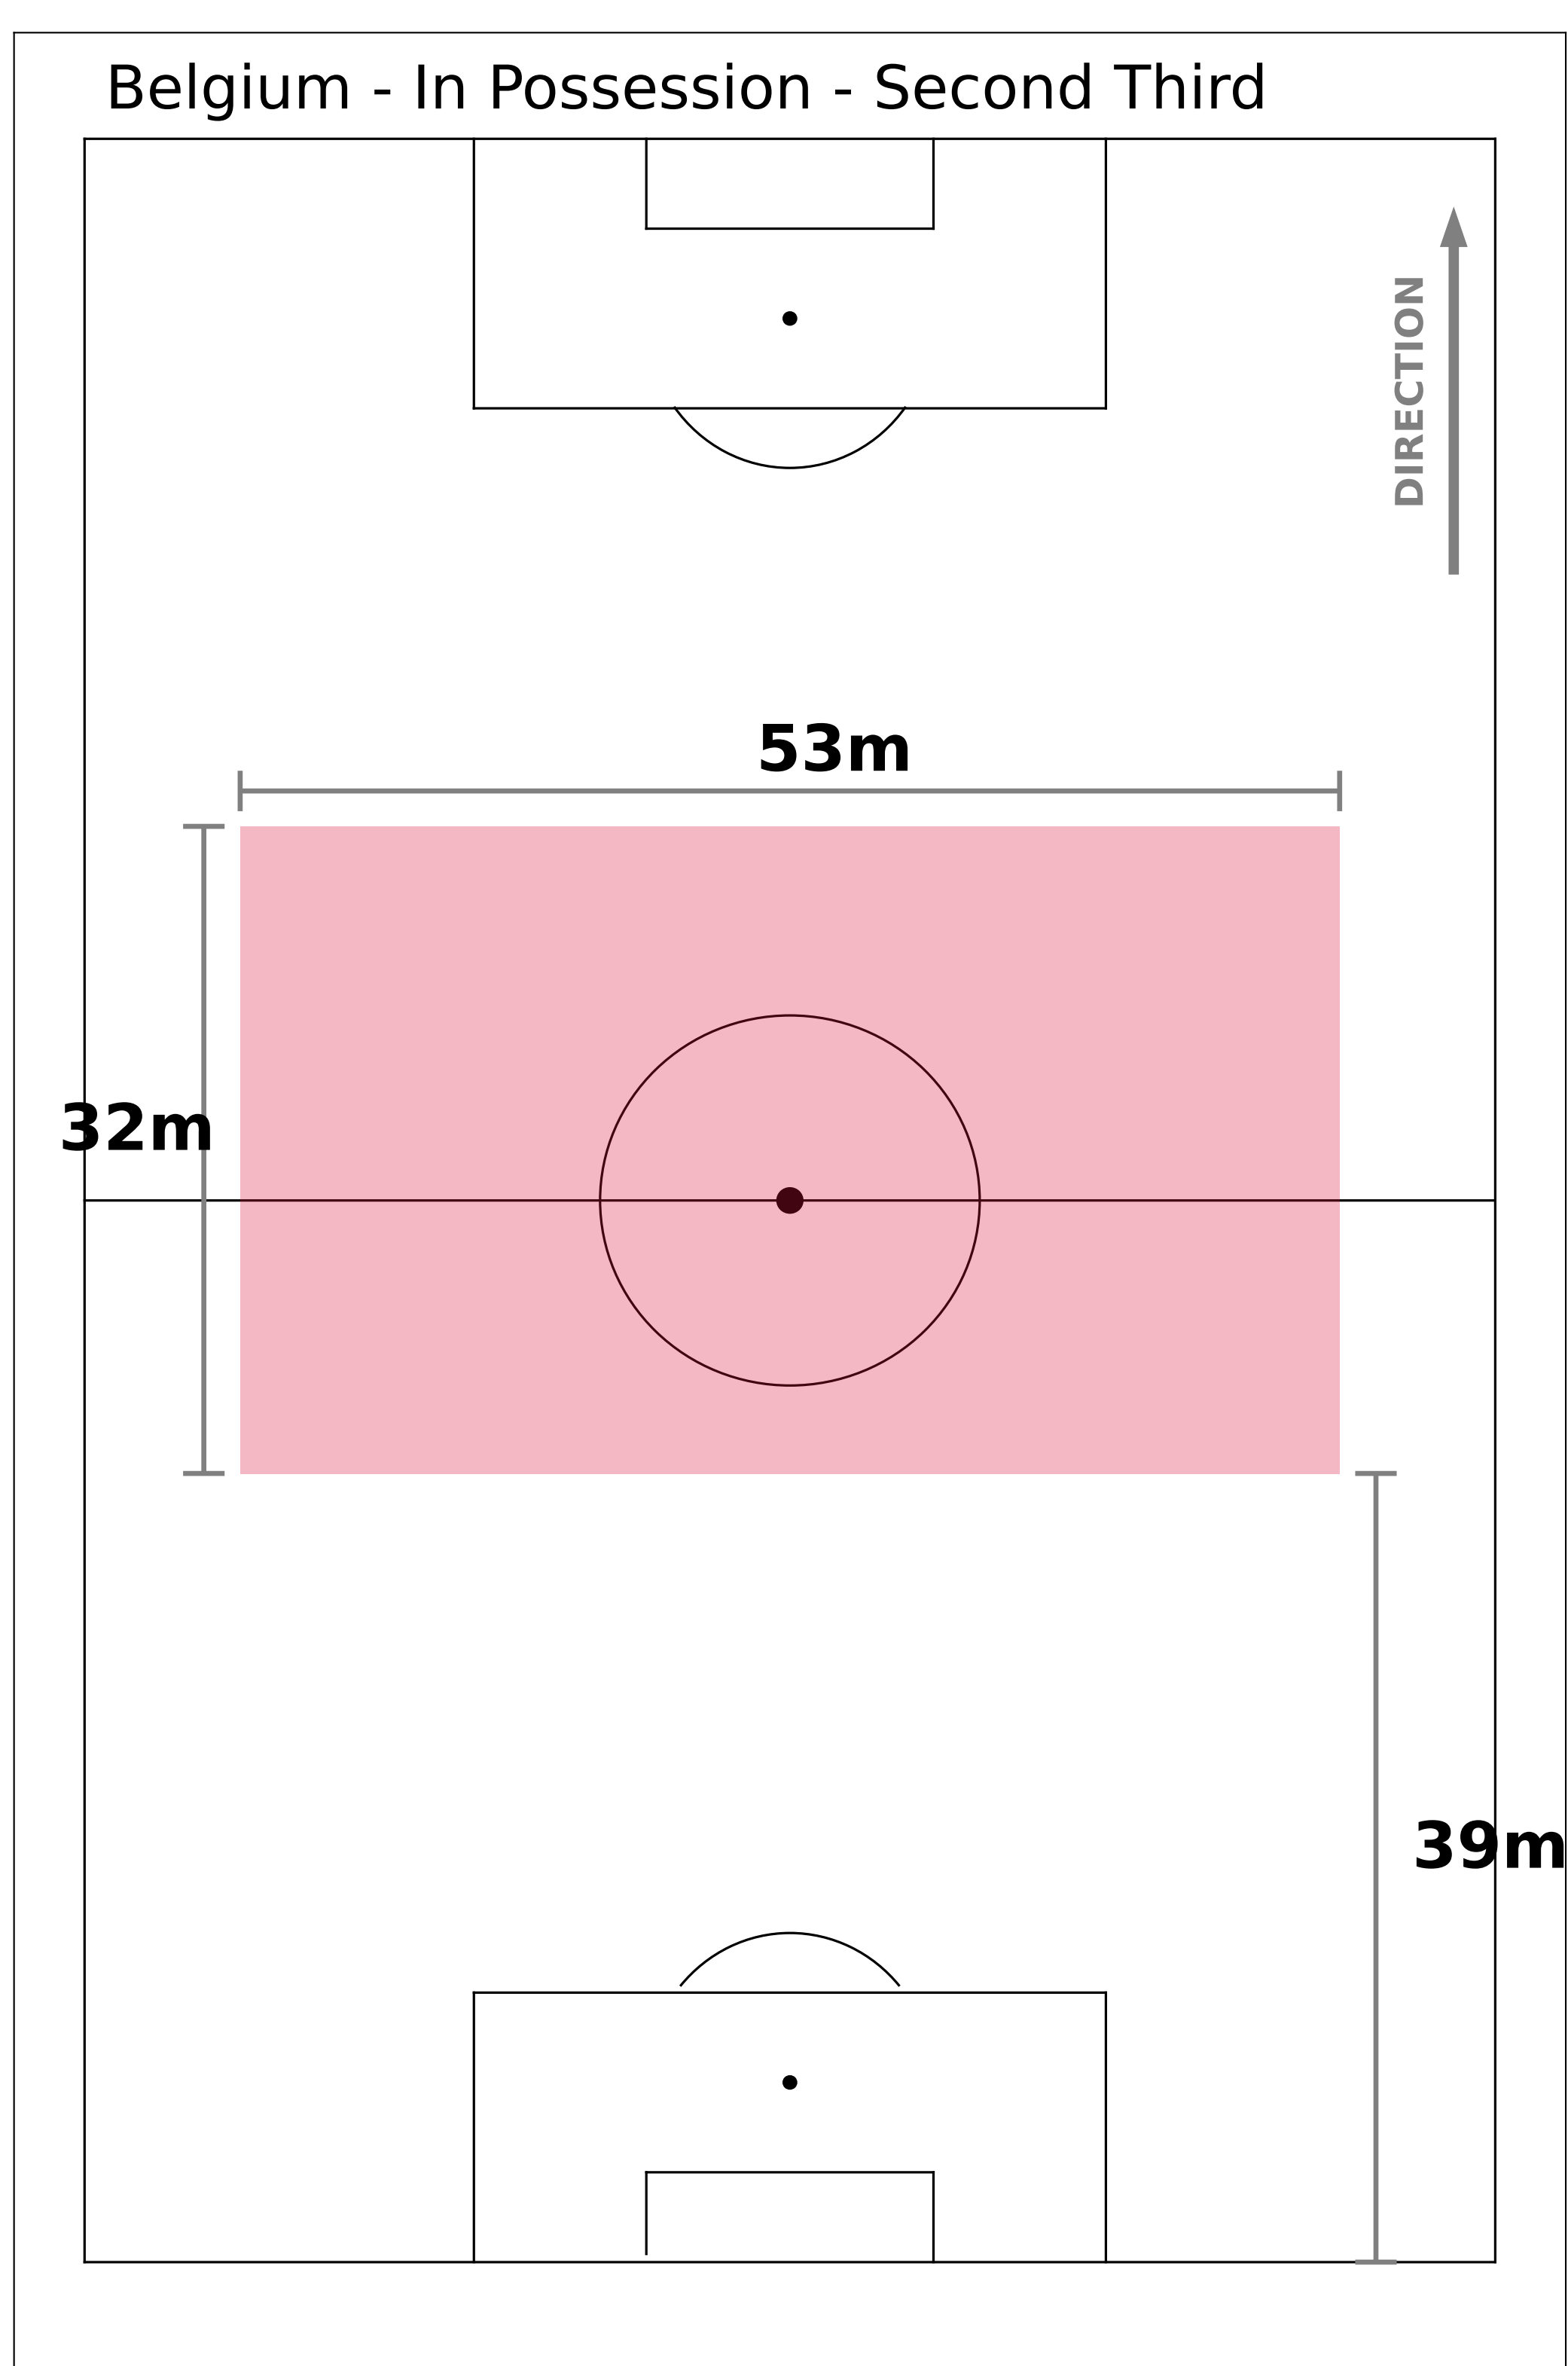 Belgium - In Possession - Second Third
DIRECTION
53m
32m
39m